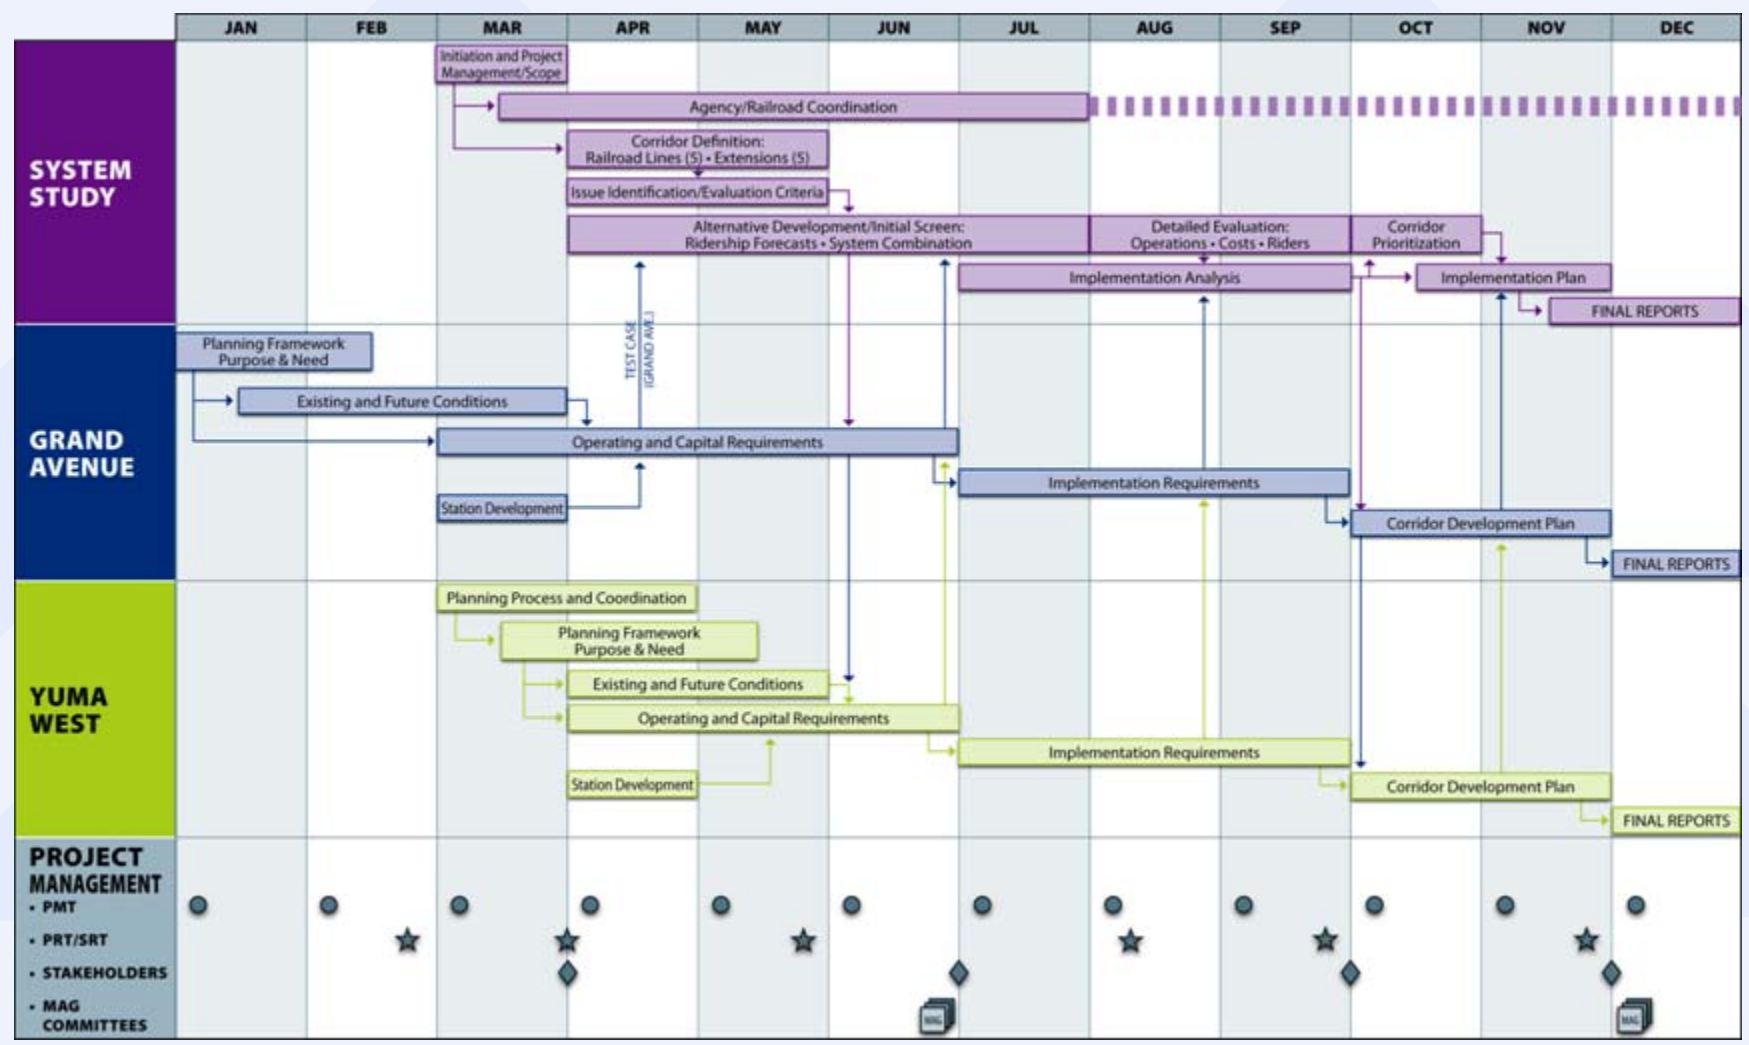 JAN FEB MAR APR MAY JUN JUL AUG SEP OCT NOV DEC
SYSTEM
STUDY
Initiation and Project
Management/Scope
Agency/Railroad Coordination
Corridor Definition:
Railroad Lines (5) • Extensions (5)
Issue Identification/Evaluation Criteria
Alternative Development/Initial Screen:
Ridership Forecasts • System Combination
Detailed Evaluation:
Operations • Costs • Riders
Corridor
Prioritization
Implementation Analysis
Implementation Plan
FINAL REPORTS
GRAND
AVENUE
Planning Framework
Purpose & Need
TEST CASE
(GRAND AVE.)
Existing and Future Conditions
Operating and Capital Requirements
Implementation Requirements
Station Development
Corridor Development Plan
FINAL REPORTS
YUMA
WEST
Planning Process and Coordination
Planning Framework
Purpose & Need
Existing and Future Conditions
Operating and Capital Requirements
Implementation Requirements
Station Development
Corridor Development Plan
FINAL REPORTS
PROJECT
MANAGEMENT
• PMT
• PRT/SRT
• STAKEHOLDERS
• MAG
COMMITTEES
MAG
MAG